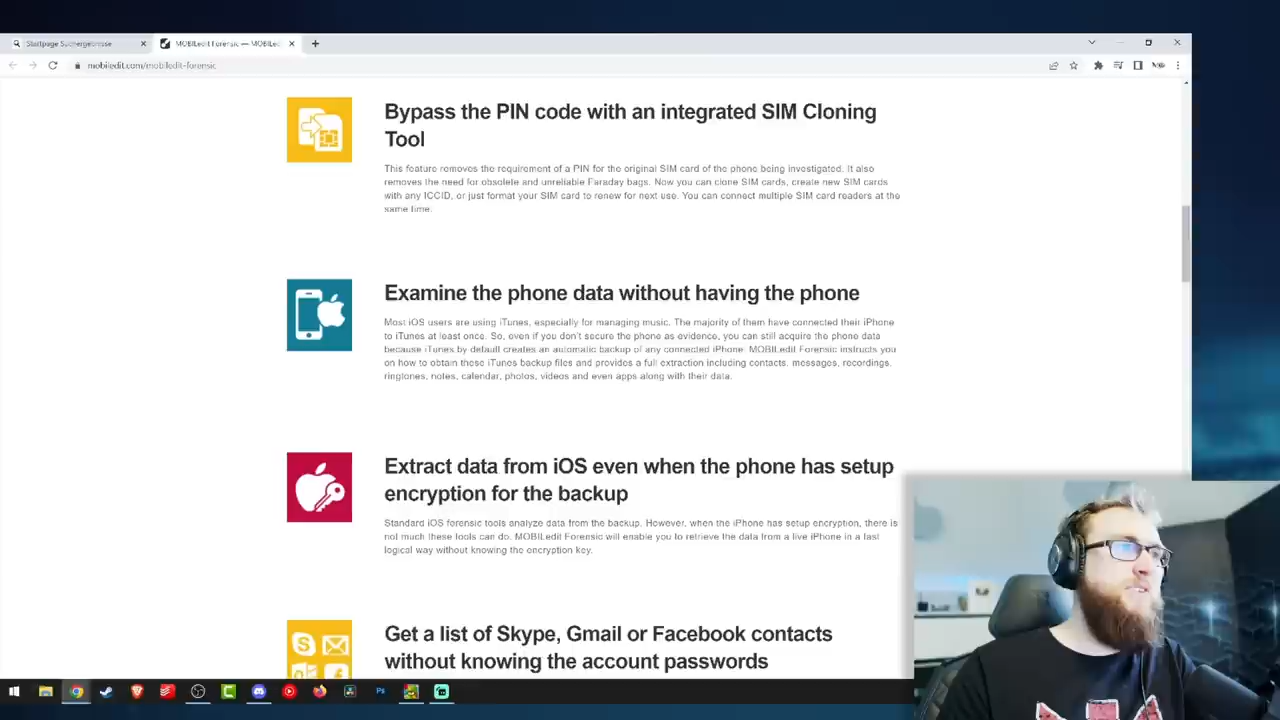 Startpage Suchergebnisse
MOBILedit Forensic — MOBILed
mobiledit.com/mobiledit-forensic
Bypass the PIN code with an integrated SIM Cloning
Tool
This feature removes the requirement of a PIN for the original SIM card of the phone being investigated. It also
removes the need for obsolete and unreliable Faraday bags. Now you can clone SIM cards, create new SIM cards
with any ICCID, or just format your SIM card to renew for next use. You can connect multiple SIM card readers at the
same time.
Examine the phone data without having the phone
Most iOS users are using iTunes, especially for managing music. The majority of them have connected their iPhone
to iTunes at least once. So, even if you don't secure the phone as evidence, you can still acquire the phone data
because iTunes by default creates an automatic backup of any connected iPhone. MOBILedit Forensic instructs you
on how to obtain these iTunes backup files and provides a full extraction including contacts, messages, recordings,
ringtones, notes, calendar, photos, videos and even apps along with their data.
Extract data from iOS even when the phone has setup
encryption for the backup
Standard iOS forensic tools analyze data from the backup. However, when the iPhone has setup encryption, there is
not much these tools can do. MOBILedit Forensic will enable you to retrieve the data from a live iPhone in a last
logical way without knowing the encryption key.
Get a list of Skype, Gmail or Facebook contacts
without knowing the account passwords